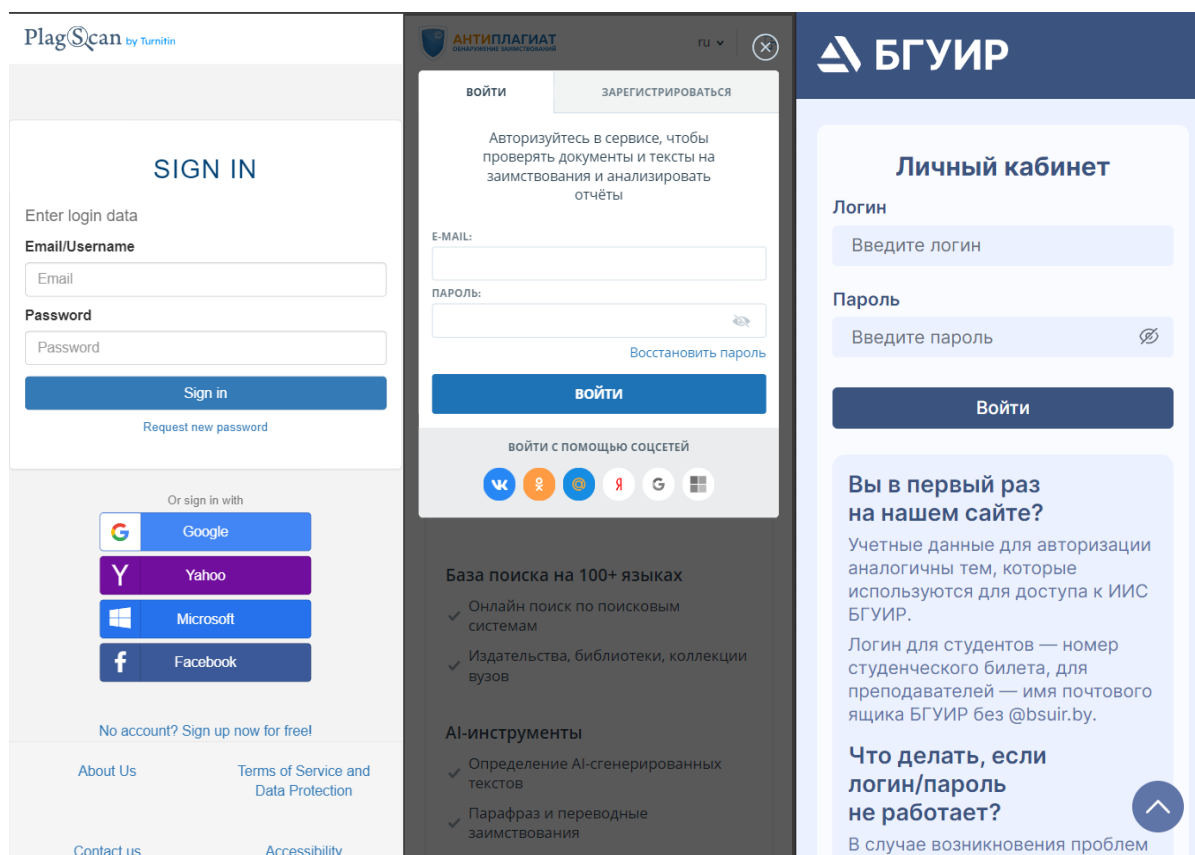 PlagScan by Turnitin
SIGN IN
Enter login data
Email/Username
Email
Password
Password
Sign in
Request new password
Or sign in with
Google
Yahoo
Microsoft
Facebook
No account? Sign up now for free!
About Us
Terms of Service and
Data Protection
Contact us
Accessibility
АНТИПЛАГИАТ
ОБНАРУЖЕНИЕ ЗАИМСТВОВАНИЙ
ru
ВОЙТИ
ЗАРЕГИСТРИРОВАТЬСЯ
Авторизуйтесь в сервисе, чтобы
проверять документы и тексты на
заимствования и анализировать
отчёты
E-MAIL:
ПАРОЛЬ:
Восстановить пароль
ВОЙТИ
ВОЙТИ С ПОМОЩЬЮ СОЦСЕТЕЙ
База поиска на 100+ языках
Онлайн поиск по поисковым
системам
Издательства, библиотеки, коллекции
вузов
AI-инструменты
Определение AI-сгенерированных
текстов
Парафраз и переводные
заимствования
БГУИР
Личный кабинет
Логин
Введите логин
Пароль
Введите пароль
Войти
Вы в первый раз
на нашем сайте?
Учетные данные для авторизации
аналогичны тем, которые
используются для доступа к ИИС
БГУИР.
Логин для студентов — номер
студенческого билета, для
преподавателей — имя почтового
ящика БГУИР без @bsuir.by.
Что делать, если
логин/пароль
не работает?
В случае возникновения проблем